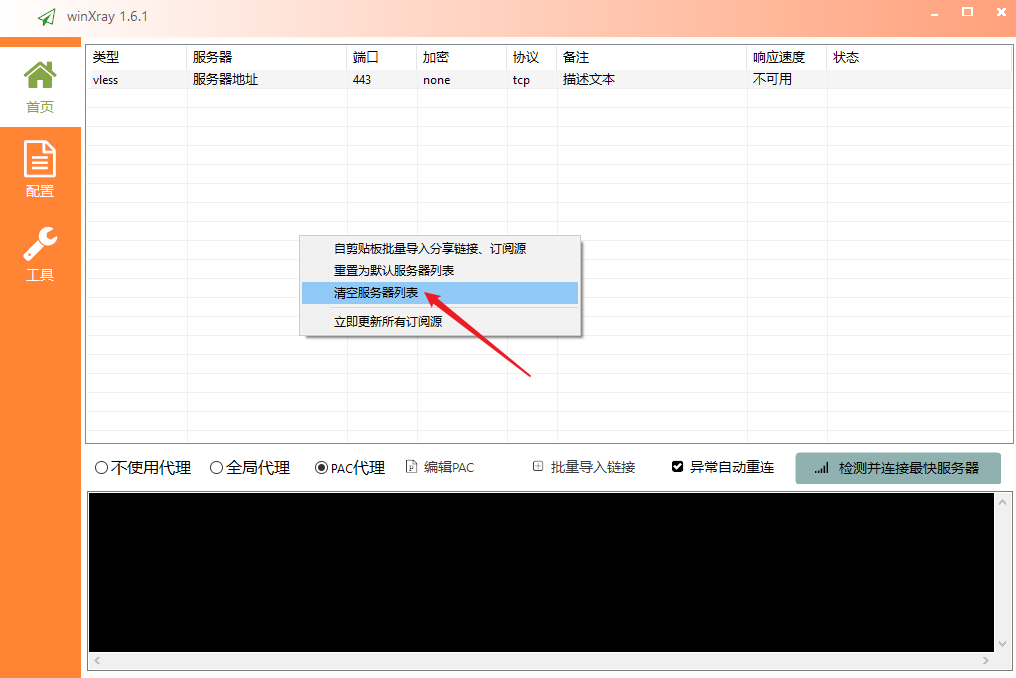 winXray 1.6.1
类型 服务器 端口 加密 协议 备注 响应速度 状态
vless 服务器地址 443 none tcp 描述文本 不可用
首页
配置
工具
自剪贴板批量导入分享链接、订阅源
重置为默认服务器列表
清空服务器列表
立即更新所有订阅源
不使用代理 全局代理 PAC代理 编辑PAC 批量导入链接 异常自动重连 检测并连接最快服务器